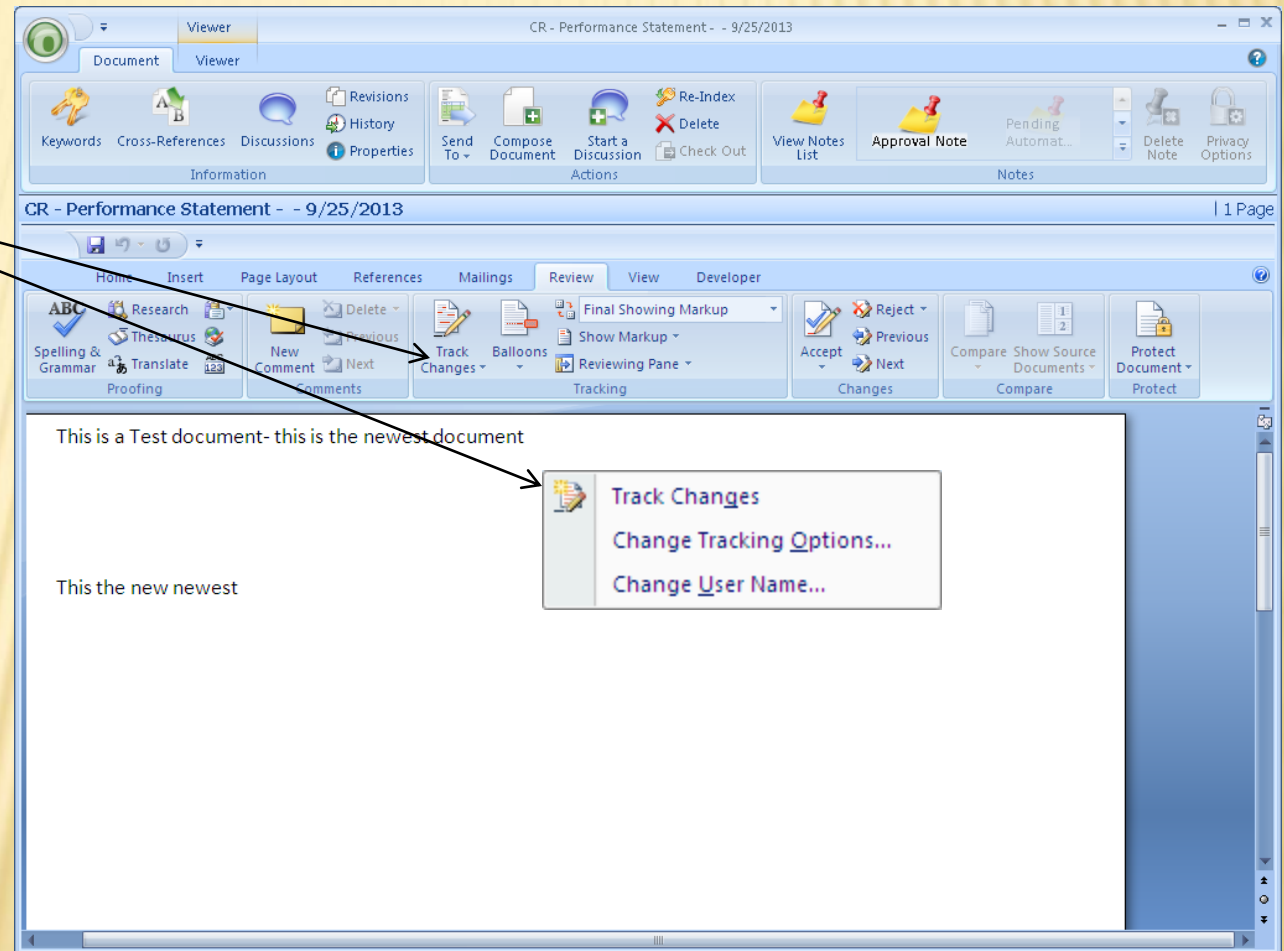 Viewer
CR - Performance Statement - - 9/25/2013
Document Viewer
Keywords Cross-References Discussions
Revisions
History
Properties
Information
Send To
Compose Document
Start a Discussion
Re-Index
Delete
Check Out
Actions
View Notes List
Approval Note
Pending Automat...
Delete Note
Privacy Options
Notes
CR - Performance Statement - - 9/25/2013 | 1 Page
Home Insert Page Layout References Mailings Review View Developer
ABC
Spelling & Grammar
Research
Thesaurus
Translate
ABC
123
Proofing
New Comment
Delete
Previous
Next
Comments
Track Changes
Balloons
Final Showing Markup
Show Markup
Reviewing Pane
Tracking
Accept
Reject
Previous
Next
Changes
Compare
Show Source Documents
Compare
Protect Document
Protect
This is a Test document- this is the newest document
Track Changes
Change Tracking Options...
Change User Name...
This the new newest